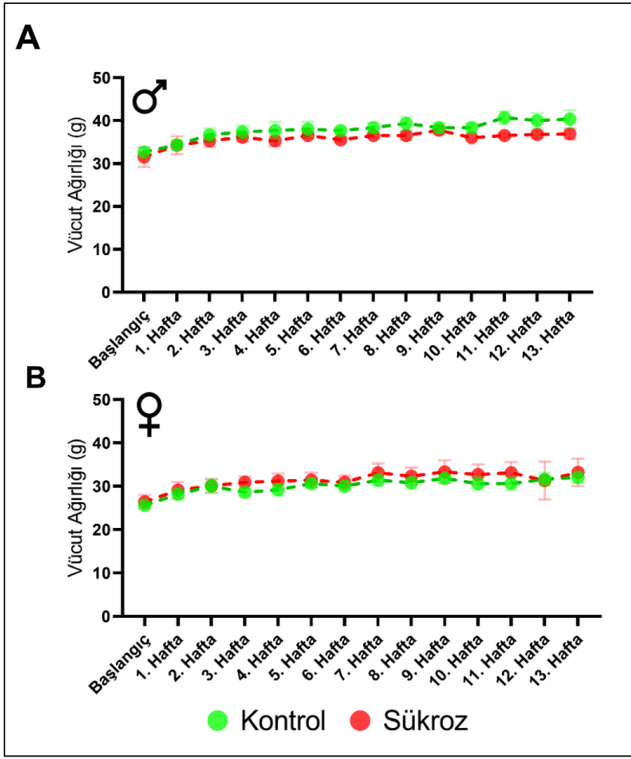 A
Vücut Ağırlığı (g)
50
40
30
20
10
0
Başlangıç
1. Hafta
2. Hafta
3. Hafta
4. Hafta
5. Hafta
6. Hafta
7. Hafta
8. Hafta
9. Hafta
10. Hafta
11. Hafta
12. Hafta
13. Hafta
B
Vücut Ağırlığı (g)
50
40
30
20
10
0
Başlangıç
1. Hafta
2. Hafta
3. Hafta
4. Hafta
5. Hafta
6. Hafta
7. Hafta
8. Hafta
9. Hafta
10. Hafta
11. Hafta
12. Hafta
13. Hafta
Kontrol Sükroz